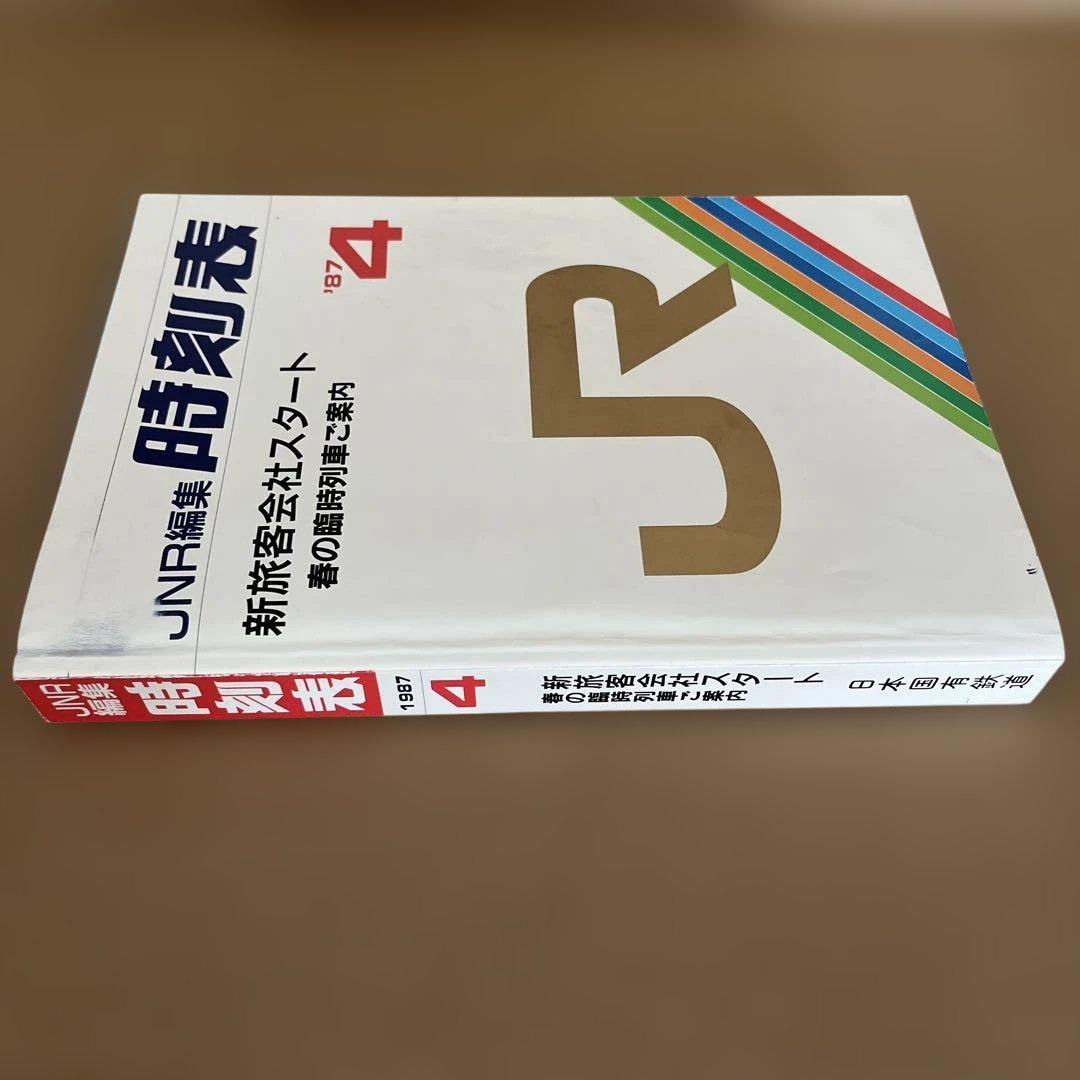 JNR編集 時刻表
'87 4
新旅客会社スタート
春の臨時列車ご案内
JR
JNR
編集
時刻表
1987
4
新旅客会社スタート
春の臨時列車ご案内
日本国有鉄道